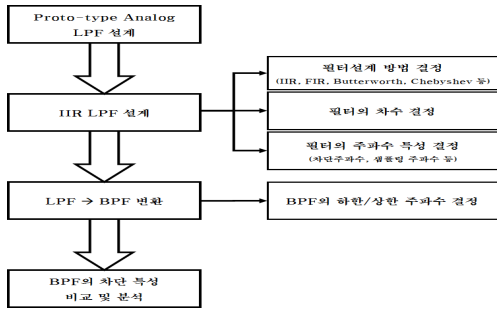 Proto-type Analog
LPF 설계
IIR LPF 설계
필터설계 방법 결정
(IIR, FIR, Butterworth, Chebyshev 등)
필터의 차수 결정
필터의 주파수 특성 결정
(차단주파수, 샘플링 주파수 등)
LPF → BPF 변환
BPF의 하한/상한 주파수 결정
BPF의 차단 특성
비교 및 분석